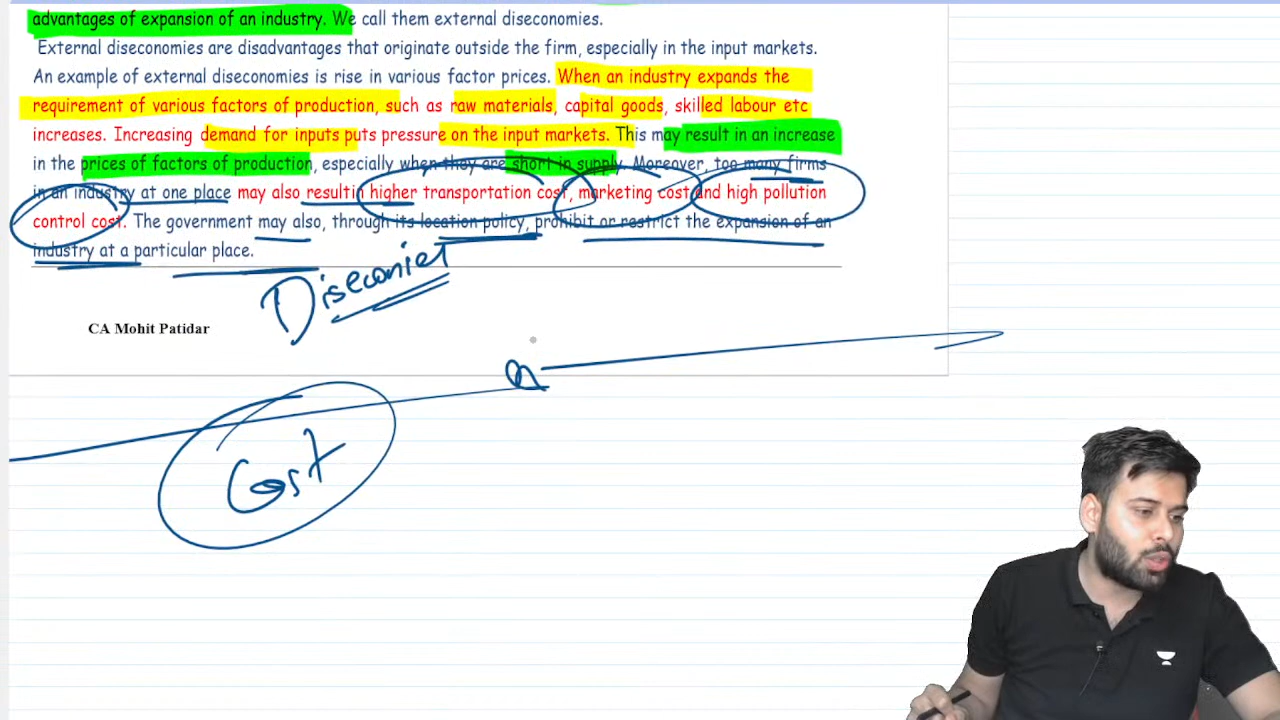 advantages of expansion of an industry. We call them external diseconomies.
External diseconomies are disadvantages that originate outside the firm, especially in the input markets.
An example of external diseconomies is rise in various factor prices. When an industry expands the
requirement of various factors of production, such as raw materials, capital goods, skilled labour etc
increases. Increasing demand for inputs puts pressure on the input markets. This may result in an increase
in the prices of factors of production, especially when they are short in supply. Moreover, too many firms
in an industry at one place may also resultin higher transportation cost, marketing cost and high pollution
control cost. The government may also, through its location policy, prohibit or restrict the expansion of an
industry at a particular place.
Diseconies
CA Mohit Patidar
Cost